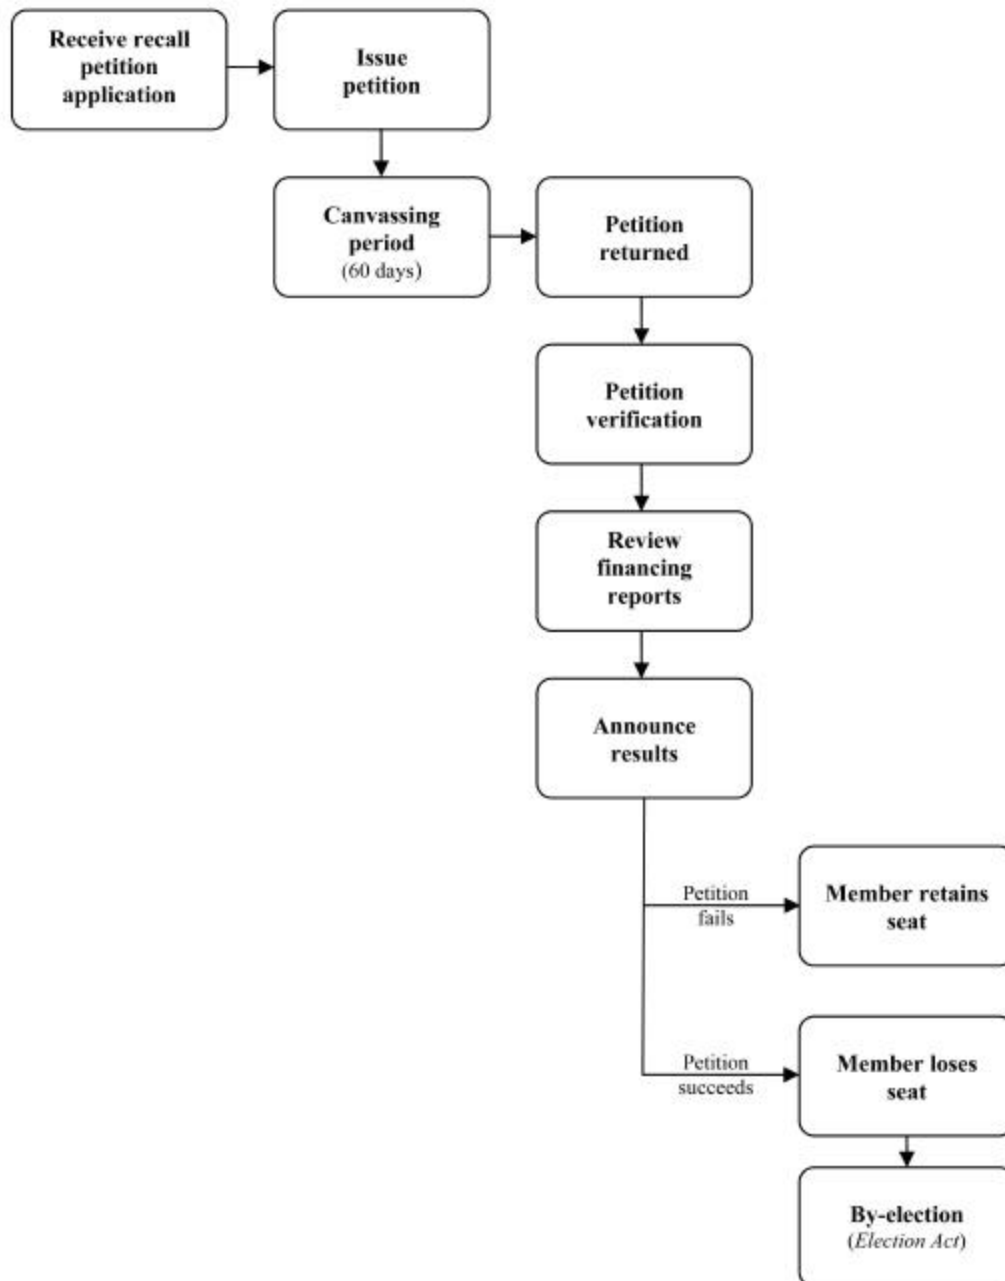 Receive recall
petition
application
Issue
petition
Canvassing
period
(60 days)
Petition
returned
Petition
verification
Review
financing
reports
Announce
results
Petition
fails
Member retains
seat
Petition
succeeds
Member loses
seat
By-election
(Election Act)